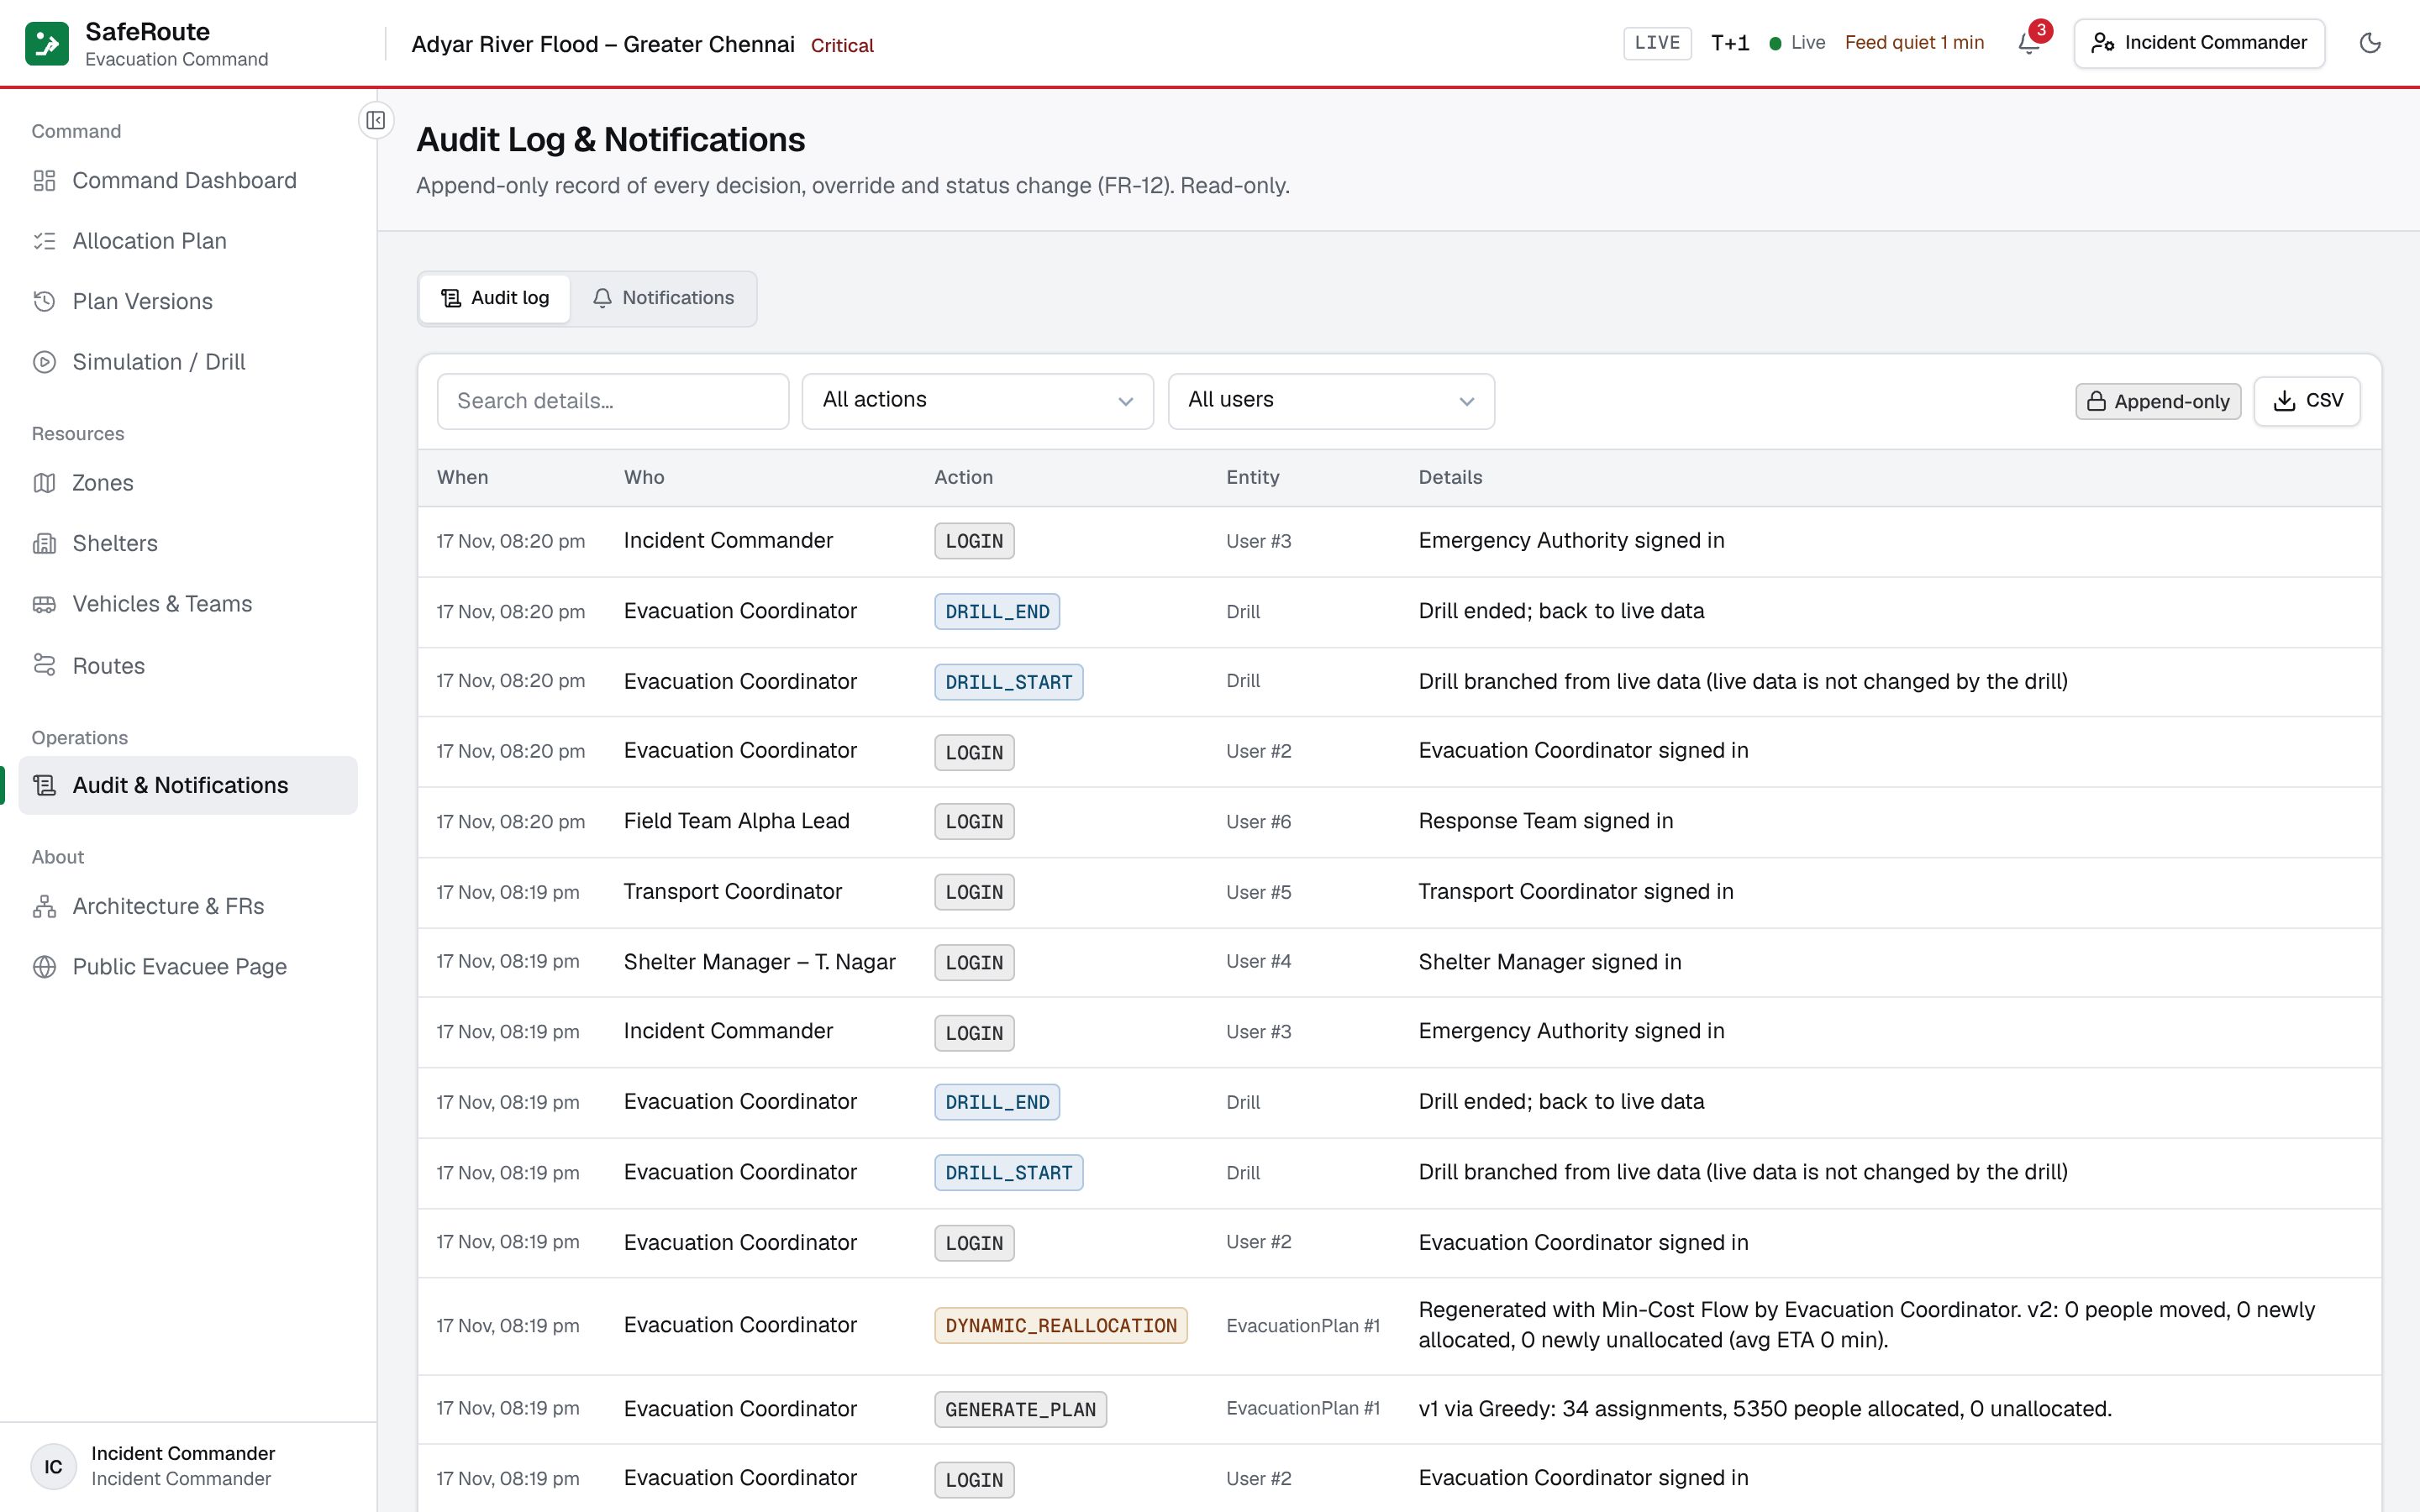 SafeRoute
Evacuation Command
Adyar River Flood – Greater Chennai Critical
LIVE T+1 Live Feed quiet 1 min 3 Incident Commander
Command
Command Dashboard
Allocation Plan
Plan Versions
Simulation / Drill
Resources
Zones
Shelters
Vehicles & Teams
Routes
Operations
Audit & Notifications
About
Architecture & FRs
Public Evacuee Page
IC
Incident Commander
Incident Commander
Audit Log & Notifications
Append-only record of every decision, override and status change (FR-12). Read-only.
Audit log Notifications
Search details... All actions All users Append-only CSV
When Who Action Entity Details
17 Nov, 08:20 pm Incident Commander LOGIN User #3 Emergency Authority signed in
17 Nov, 08:20 pm Evacuation Coordinator DRILL_END Drill Drill ended; back to live data
17 Nov, 08:20 pm Evacuation Coordinator DRILL_START Drill Drill branched from live data (live data is not changed by the drill)
17 Nov, 08:20 pm Evacuation Coordinator LOGIN User #2 Evacuation Coordinator signed in
17 Nov, 08:20 pm Field Team Alpha Lead LOGIN User #6 Response Team signed in
17 Nov, 08:19 pm Transport Coordinator LOGIN User #5 Transport Coordinator signed in
17 Nov, 08:19 pm Shelter Manager – T. Nagar LOGIN User #4 Shelter Manager signed in
17 Nov, 08:19 pm Incident Commander LOGIN User #3 Emergency Authority signed in
17 Nov, 08:19 pm Evacuation Coordinator DRILL_END Drill Drill ended; back to live data
17 Nov, 08:19 pm Evacuation Coordinator DRILL_START Drill Drill branched from live data (live data is not changed by the drill)
17 Nov, 08:19 pm Evacuation Coordinator LOGIN User #2 Evacuation Coordinator signed in
17 Nov, 08:19 pm Evacuation Coordinator DYNAMIC_REALLOCATION EvacuationPlan #1 Regenerated with Min-Cost Flow by Evacuation Coordinator. v2: 0 people moved, 0 newly
allocated, 0 newly unallocated (avg ETA 0 min).
17 Nov, 08:19 pm Evacuation Coordinator GENERATE_PLAN EvacuationPlan #1 v1 via Greedy: 34 assignments, 5350 people allocated, 0 unallocated.
17 Nov, 08:19 pm Evacuation Coordinator LOGIN User #2 Evacuation Coordinator signed in